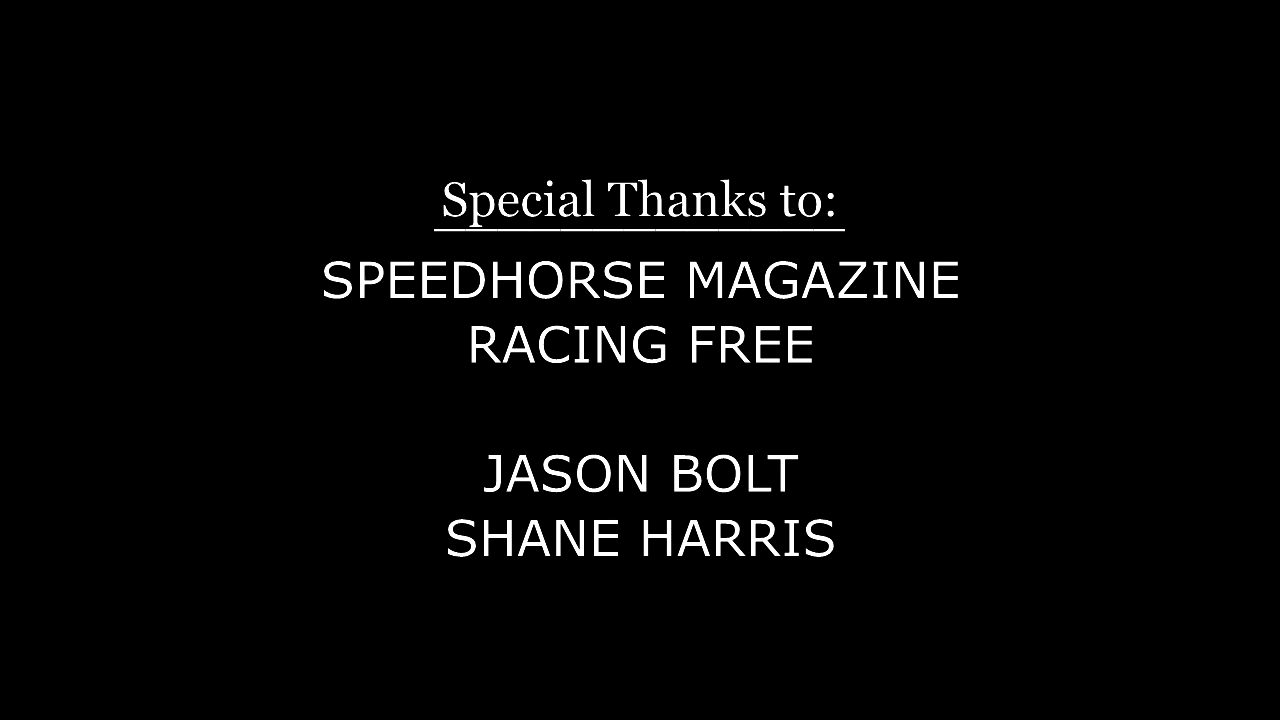 Special Thanks to:
SPEEDHORSE MAGAZINE
RACING FREE
JASON BOLT
SHANE HARRIS